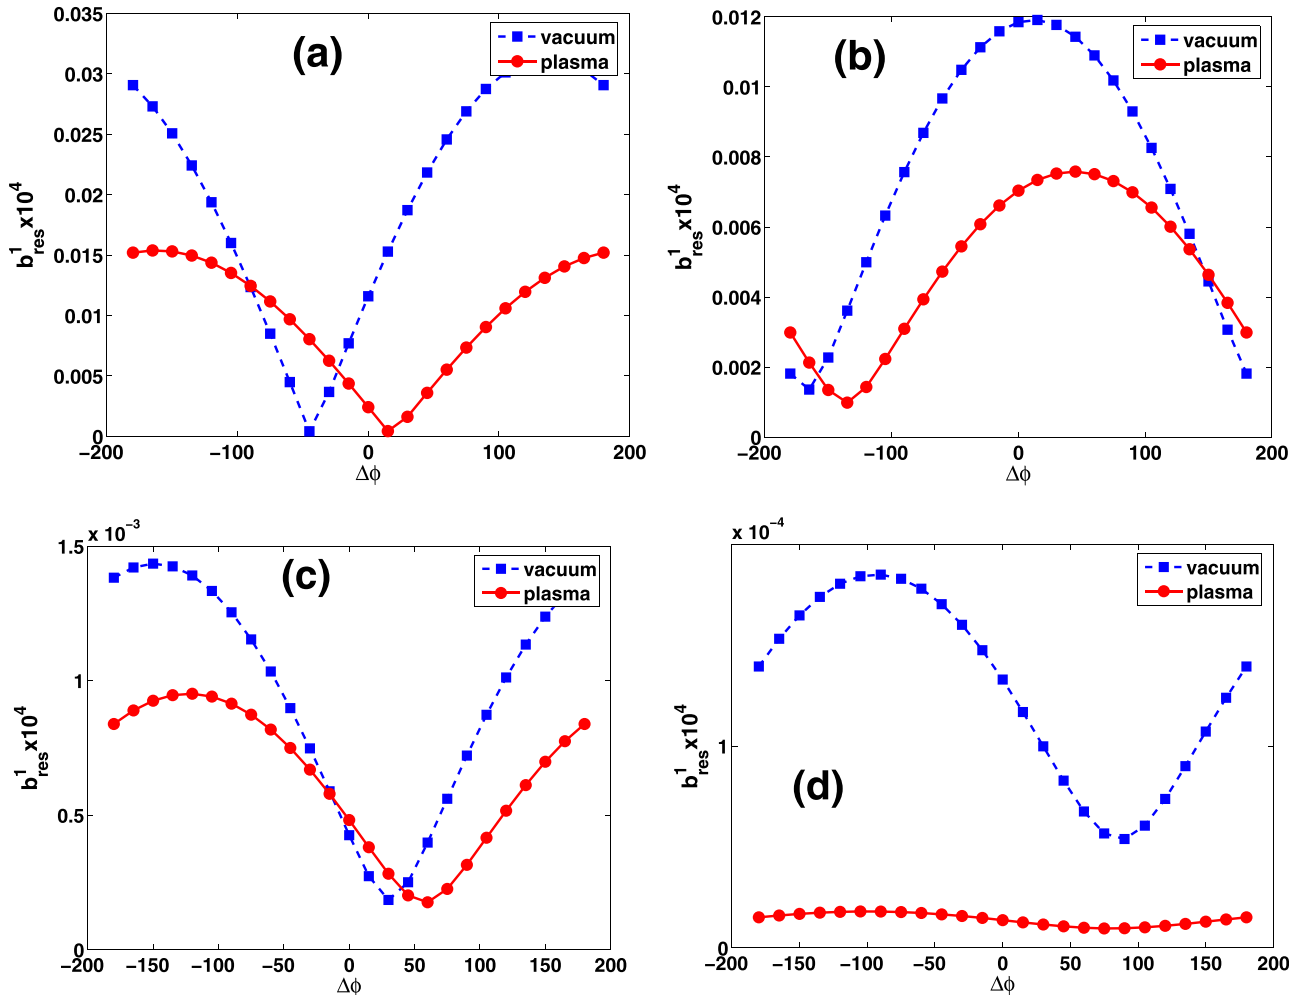 (a)
vacuum
plasma
0.035
0.03
0.025
0.02
0.015
0.01
0.005
0
−200
−100
0
100
200
Δϕ
b¹res x10⁴
(b)
vacuum
plasma
0.012
0.01
0.008
0.006
0.004
0.002
0
−200
−100
0
100
200
Δϕ
b¹res x10⁴
x 10⁻³
(c)
vacuum
plasma
1.5
1
0.5
0
−200
−150
−100
−50
0
50
100
150
200
Δϕ
b¹res x10⁴
x 10⁻⁴
(d)
vacuum
plasma
1
0
−200
−150
−100
−50
0
50
100
150
200
Δϕ
b¹res x10⁴